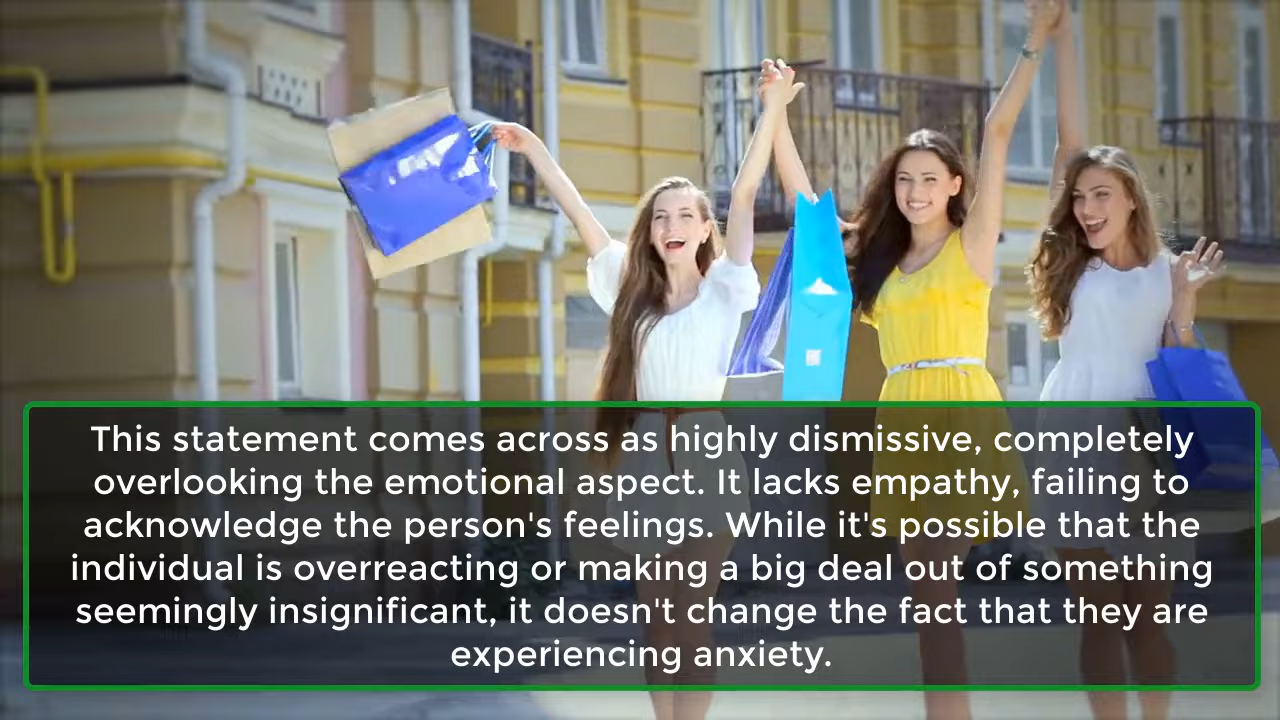 This statement comes across as highly dismissive, completely
overlooking the emotional aspect. It lacks empathy, failing to
acknowledge the person's feelings. While it's possible that the
individual is overreacting or making a big deal out of something
seemingly insignificant, it doesn't change the fact that they are
experiencing anxiety.